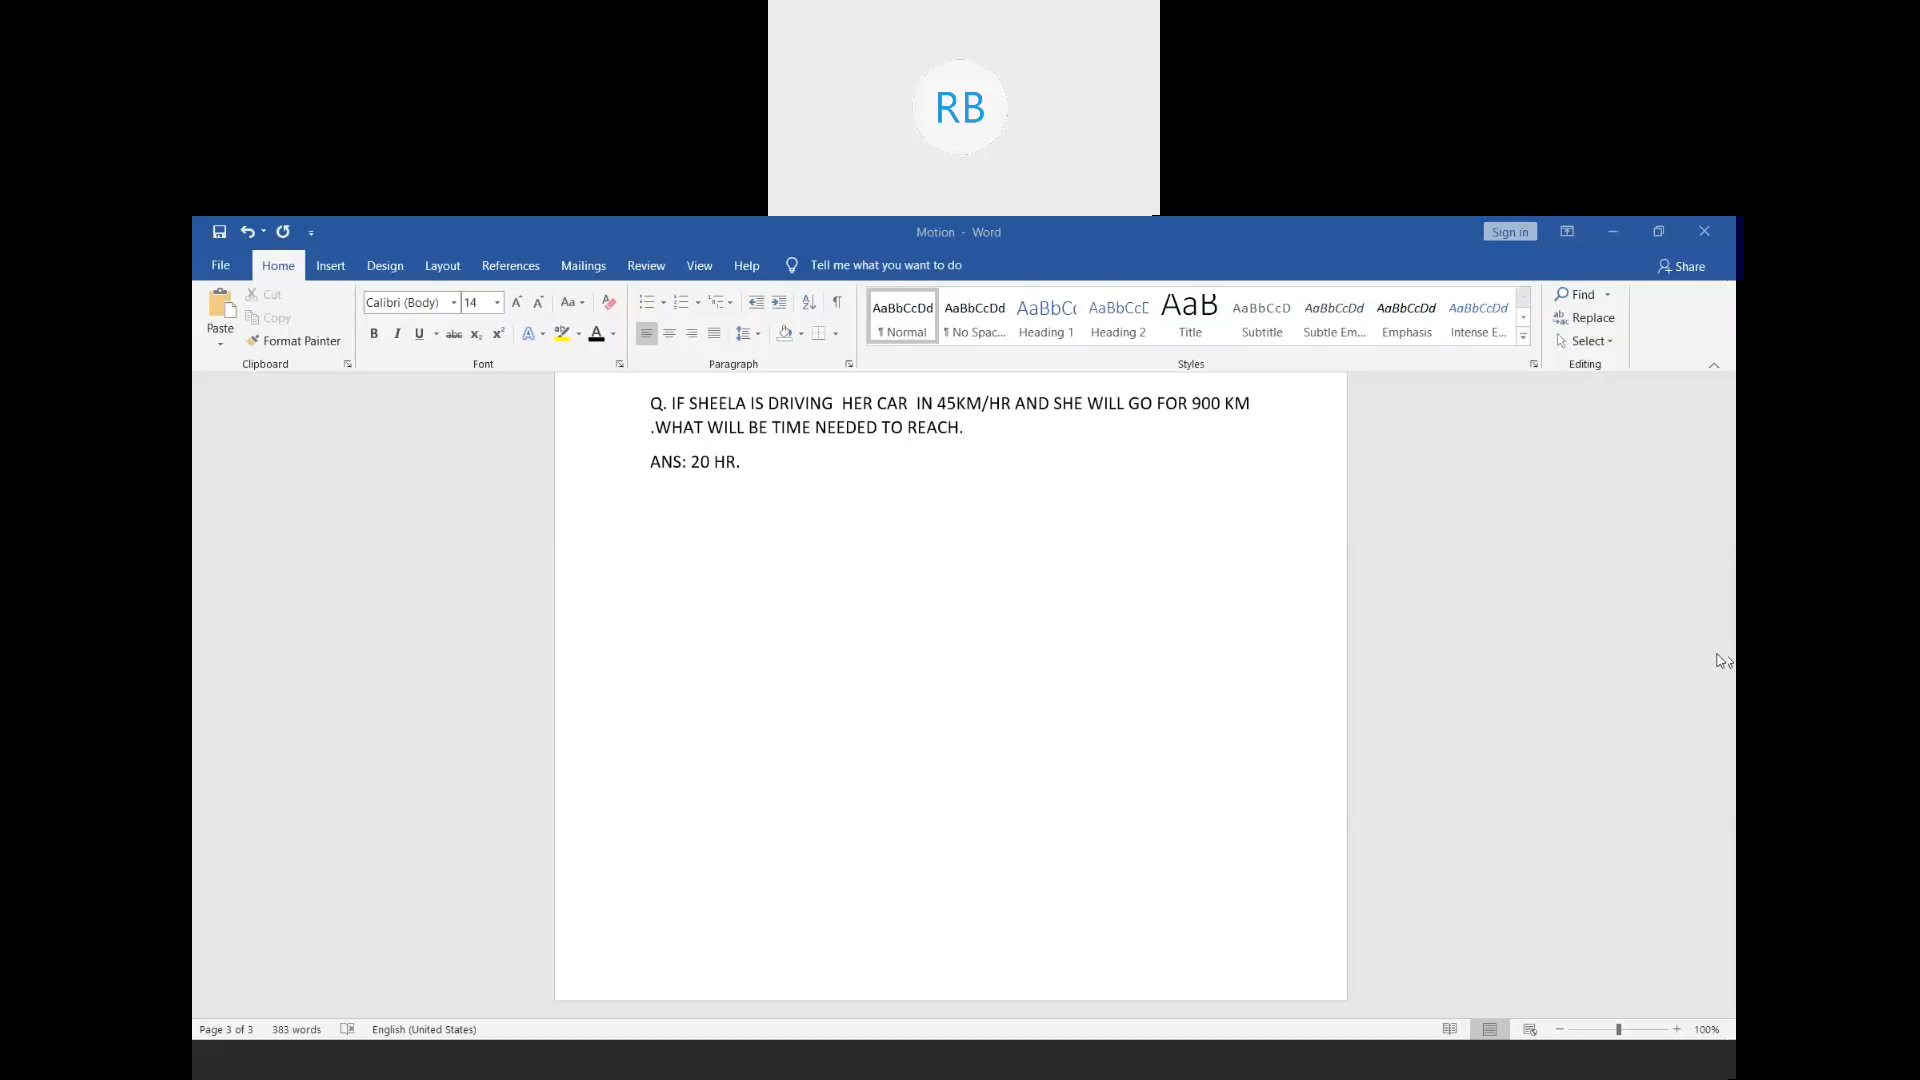 RB
Motion - Word
Sign in
File Home Insert Design Layout References Mailings Review View Help Tell me what you want to do Share
Paste
Cut
Copy
Format Painter
Clipboard
Calibri (Body) 14
Font
Paragraph
AaBbCcDd AaBbCcDd AaBbCc AaBbCcE AaB AaBbCcD AaBbCcDd AaBbCcDd AaBbCcDd
¶ Normal ¶ No Spac... Heading 1 Heading 2 Title Subtitle Subtle Em... Emphasis Intense E...
Styles
Find
Replace
Select
Editing
Q. IF SHEELA IS DRIVING  HER CAR  IN 45KM/HR AND SHE WILL GO FOR 900 KM
.WHAT WILL BE TIME NEEDED TO REACH.
ANS: 20 HR.
Page 3 of 3 383 words English (United States) 100%